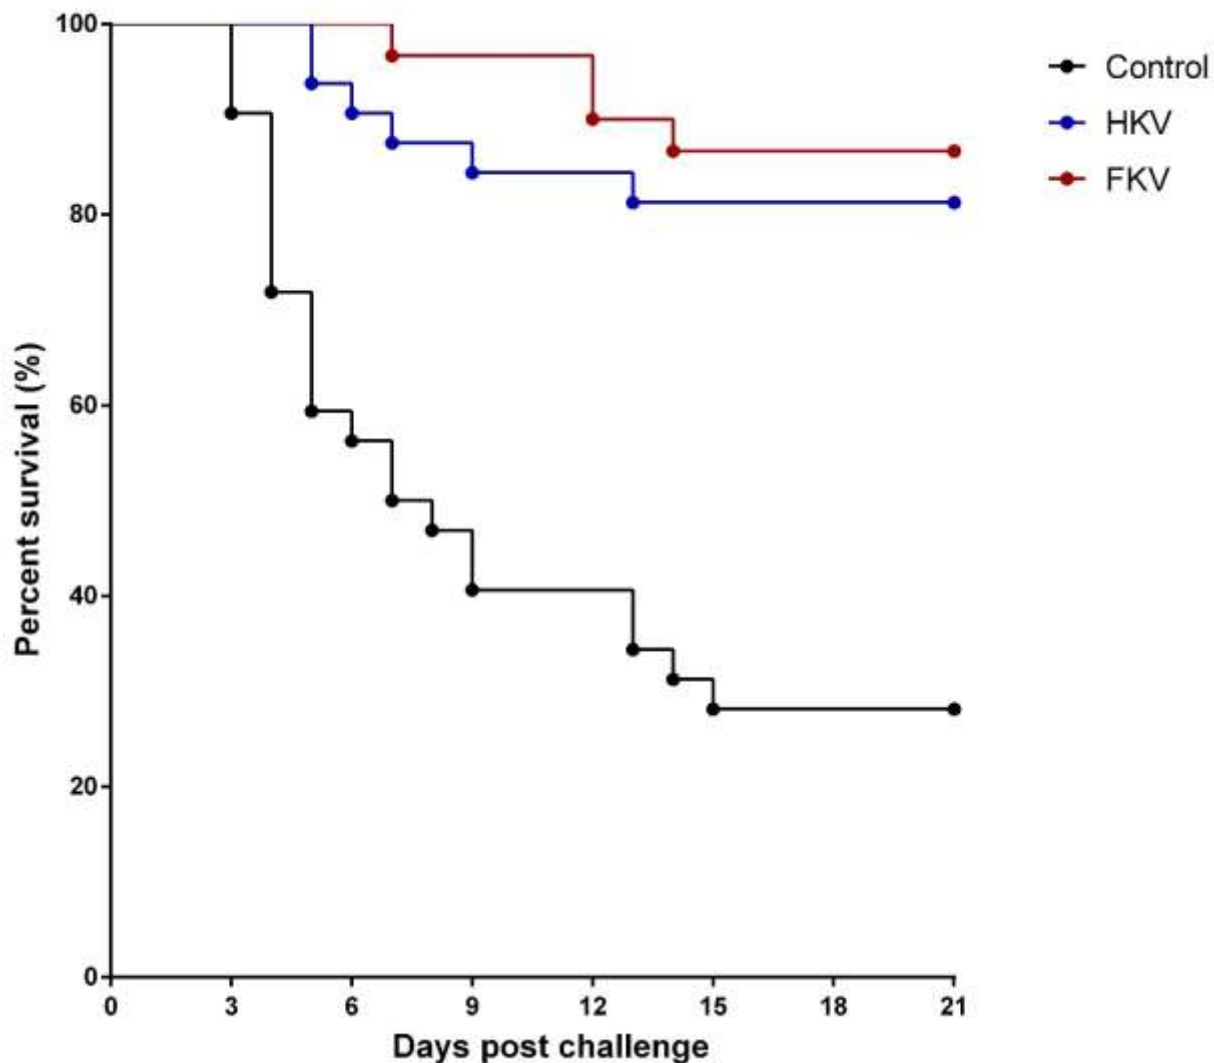 100
80
60
40
20
0
Percent survival (%)
0 3 6 9 12 15 18 21
Days post challenge
Control
HKV
FKV